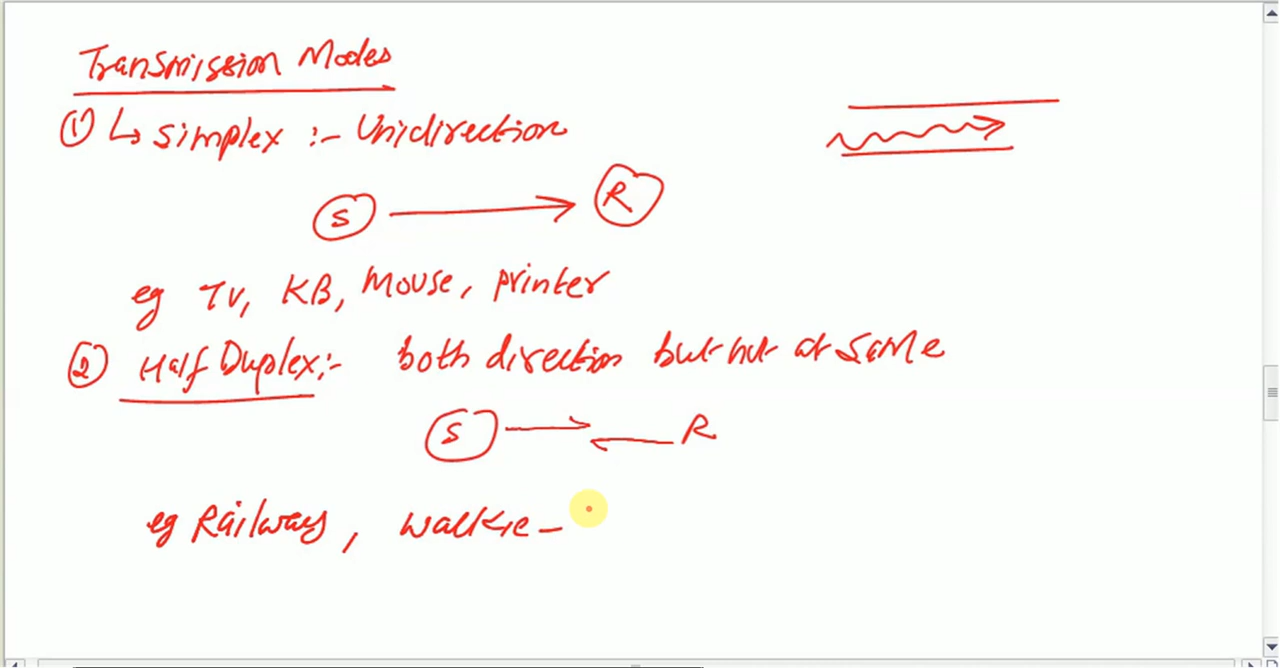 Transmission Modes
① ↳ Simplex :- Unidirection
S → R
eg TV, KB, Mouse, printer
② Half Duplex:- both direction but not at same
S → ← R
eg Railways, walkie -